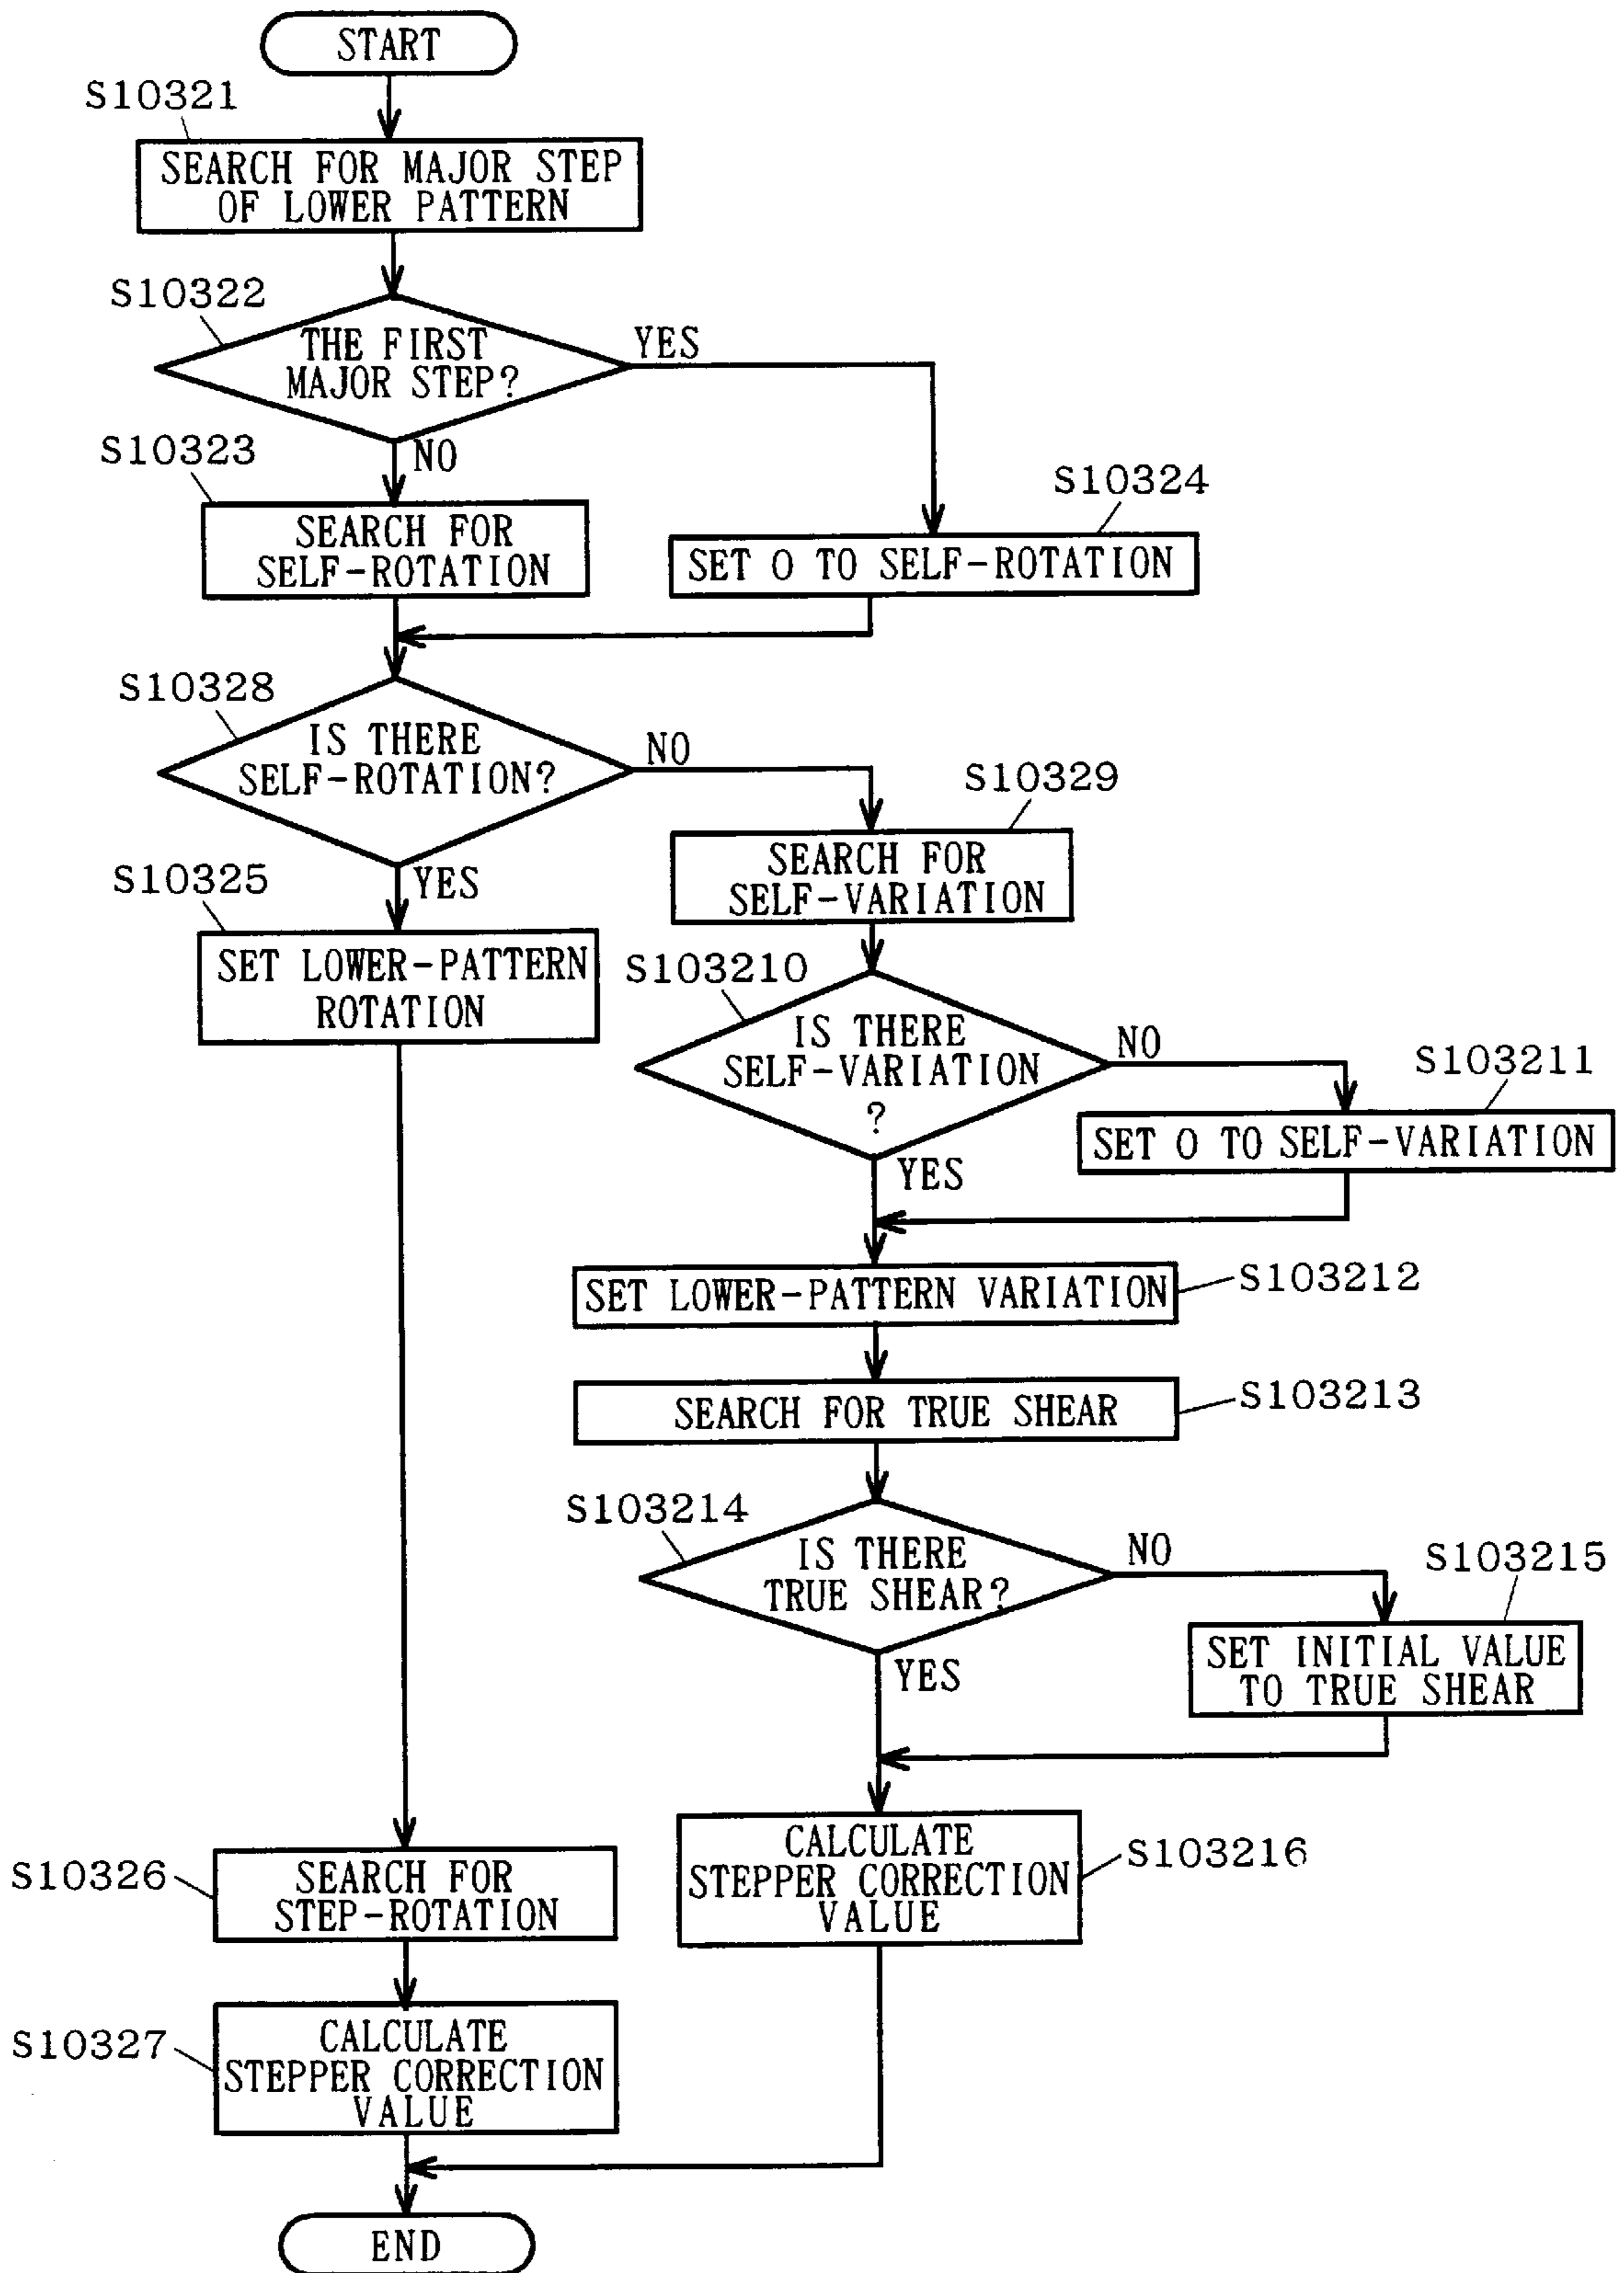 START
S10321
SEARCH FOR MAJOR STEP
OF LOWER PATTERN
S10322
THE FIRST
MAJOR STEP?
YES
NO
S10323
SEARCH FOR
SELF-ROTATION
S10324
SET 0 TO SELF-ROTATION
S10328
IS THERE
SELF-ROTATION?
NO
YES
S10329
SEARCH FOR
SELF-VARIATION
S10325
SET LOWER-PATTERN
ROTATION
S103210
IS THERE
SELF-VARIATION
?
NO
YES
S103211
SET 0 TO SELF-VARIATION
SET LOWER-PATTERN VARIATION
S103212
SEARCH FOR TRUE SHEAR
S103213
S103214
IS THERE
TRUE SHEAR?
NO
YES
S103215
SET INITIAL VALUE
TO TRUE SHEAR
CALCULATE
STEPPER CORRECTION
VALUE
S103216
S10326
SEARCH FOR
STEP-ROTATION
S10327
CALCULATE
STEPPER CORRECTION
VALUE
END